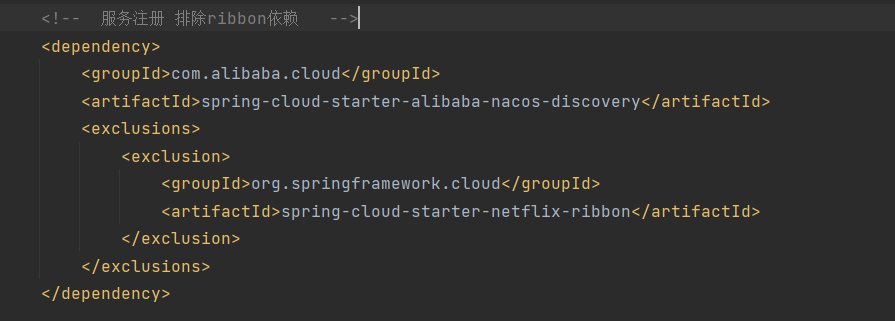 <!--  服务注册 排除ribbon依赖   -->
<dependency>
    <groupId>com.alibaba.cloud</groupId>
    <artifactId>spring-cloud-starter-alibaba-nacos-discovery</artifactId>
    <exclusions>
        <exclusion>
            <groupId>org.springframework.cloud</groupId>
            <artifactId>spring-cloud-starter-netflix-ribbon</artifactId>
        </exclusion>
    </exclusions>
</dependency>